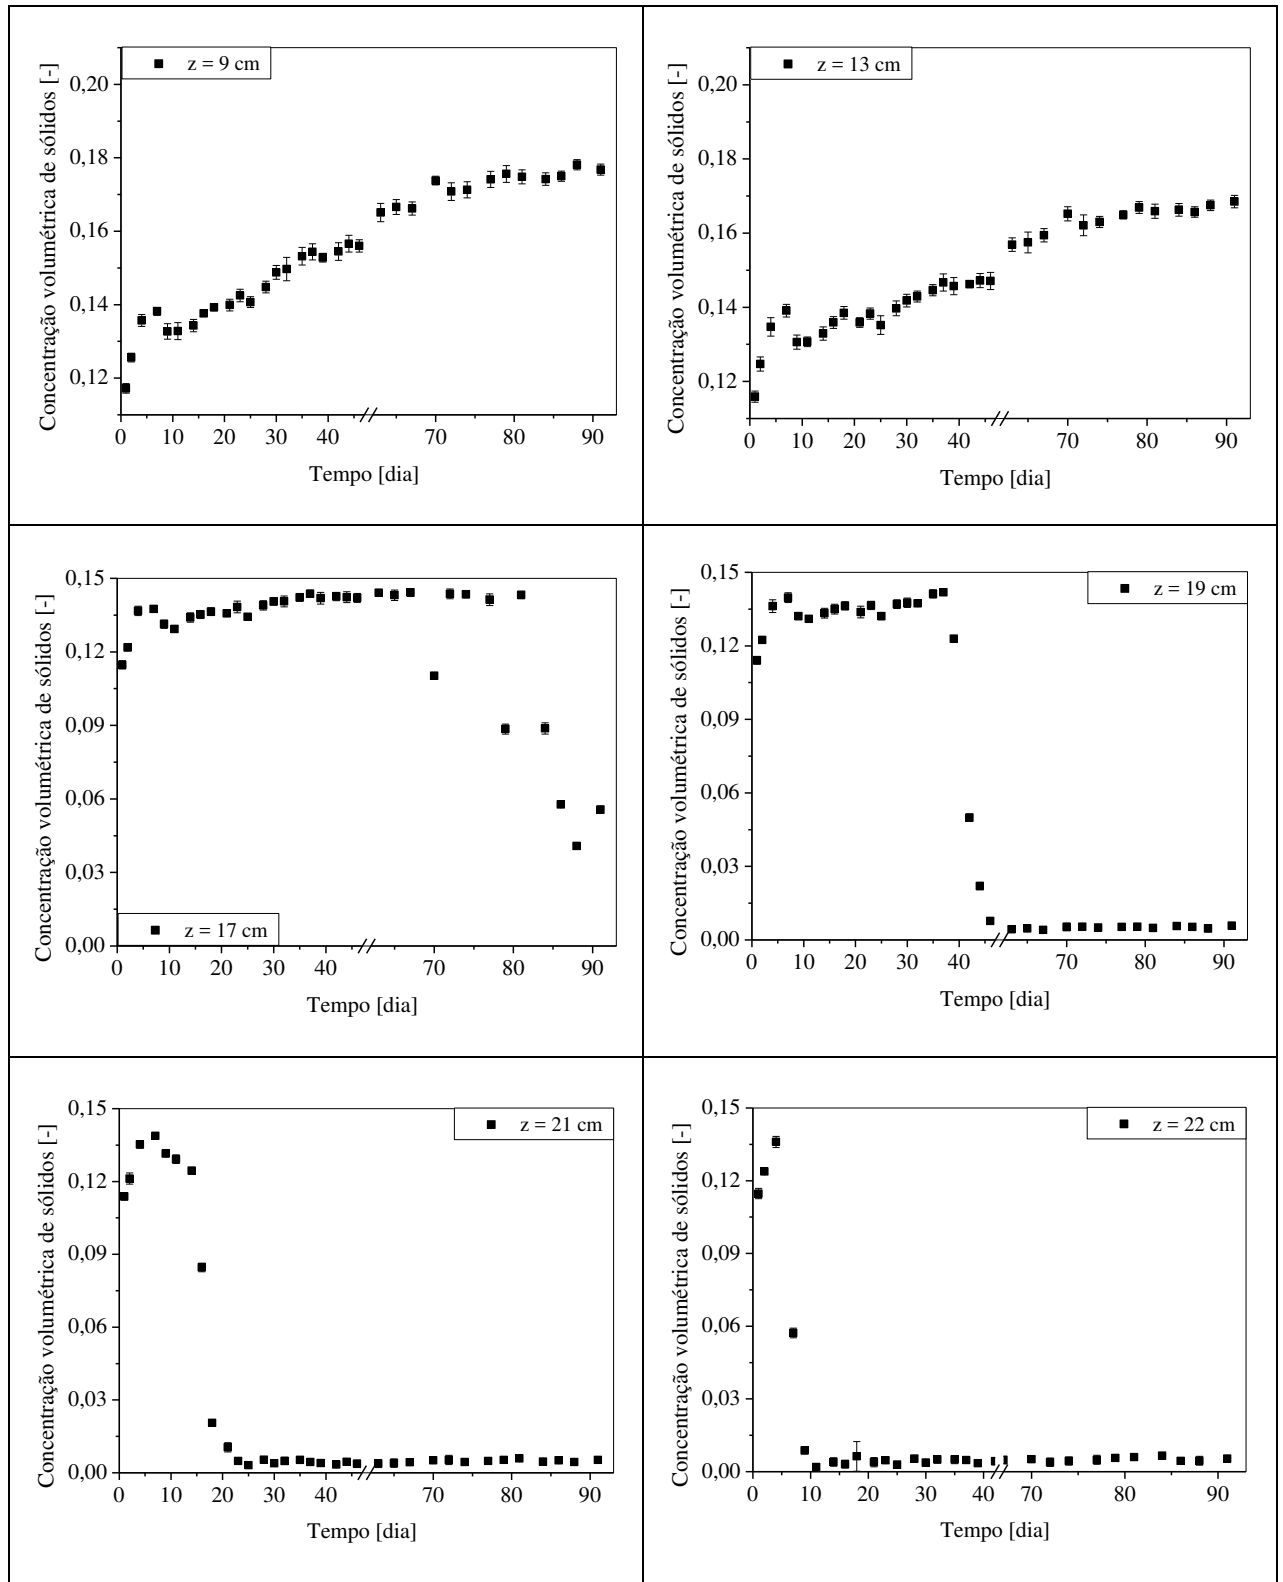 z = 9 cm
Concentração volumétrica de sólidos [-]
0,20
0,18
0,16
0,14
0,12
0 10 20 30 40 70 80 90
Tempo [dia]
z = 13 cm
Concentração volumétrica de sólidos [-]
0,20
0,18
0,16
0,14
0,12
0 10 20 30 40 70 80 90
Tempo [dia]
Concentração volumétrica de sólidos [-]
0,15
0,12
0,09
0,06
0,03
0,00
z = 17 cm
0 10 20 30 40 70 80 90
Tempo [dia]
z = 19 cm
Concentração volumétrica de sólidos [-]
0,15
0,12
0,09
0,06
0,03
0,00
0 10 20 30 40 70 80 90
Tempo [dia]
z = 21 cm
Concentração volumétrica de sólidos [-]
0,15
0,12
0,09
0,06
0,03
0,00
0 10 20 30 40 70 80 90
Tempo [dia]
z = 22 cm
Concentração volumétrica de sólidos [-]
0,15
0,12
0,09
0,06
0,03
0,00
0 10 20 30 40 70 80 90
Tempo [dia]